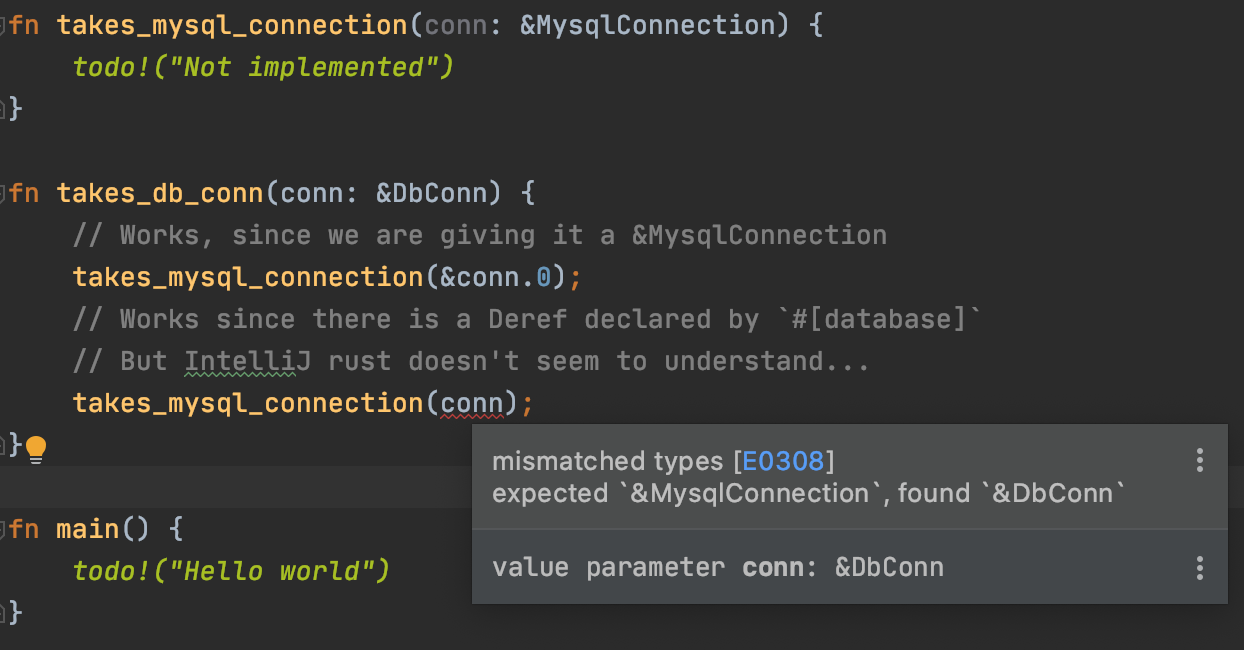 fn takes_mysql_connection(conn: &MysqlConnection) {
todo!("Not implemented")
}
fn takes_db_conn(conn: &DbConn) {
// Works, since we are giving it a &MysqlConnection
takes_mysql_connection(&conn.0);
// Works since there is a Deref declared by `#[database]`
// But IntelliJ rust doesn't seem to understand...
takes_mysql_connection(conn);
}
mismatched types [E0308]
expected `&MysqlConnection`, found `&DbConn`
value parameter conn: &DbConn
fn main() {
todo!("Hello world")
}